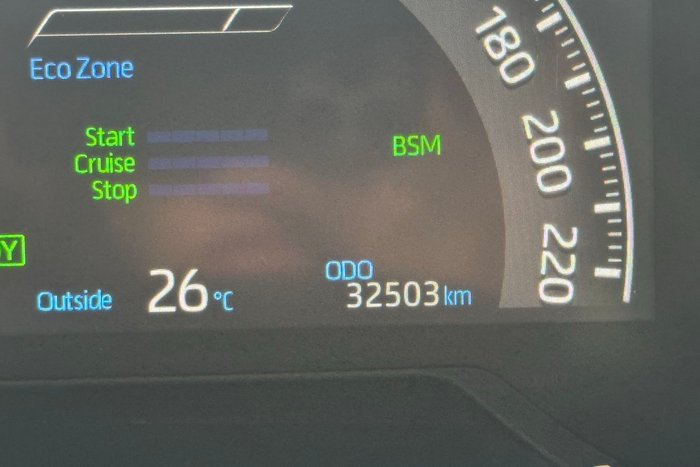 Eco Zone
180
200
220
Start
Cruise
Stop
BSM
Outside 26 °C
ODO
32503 km